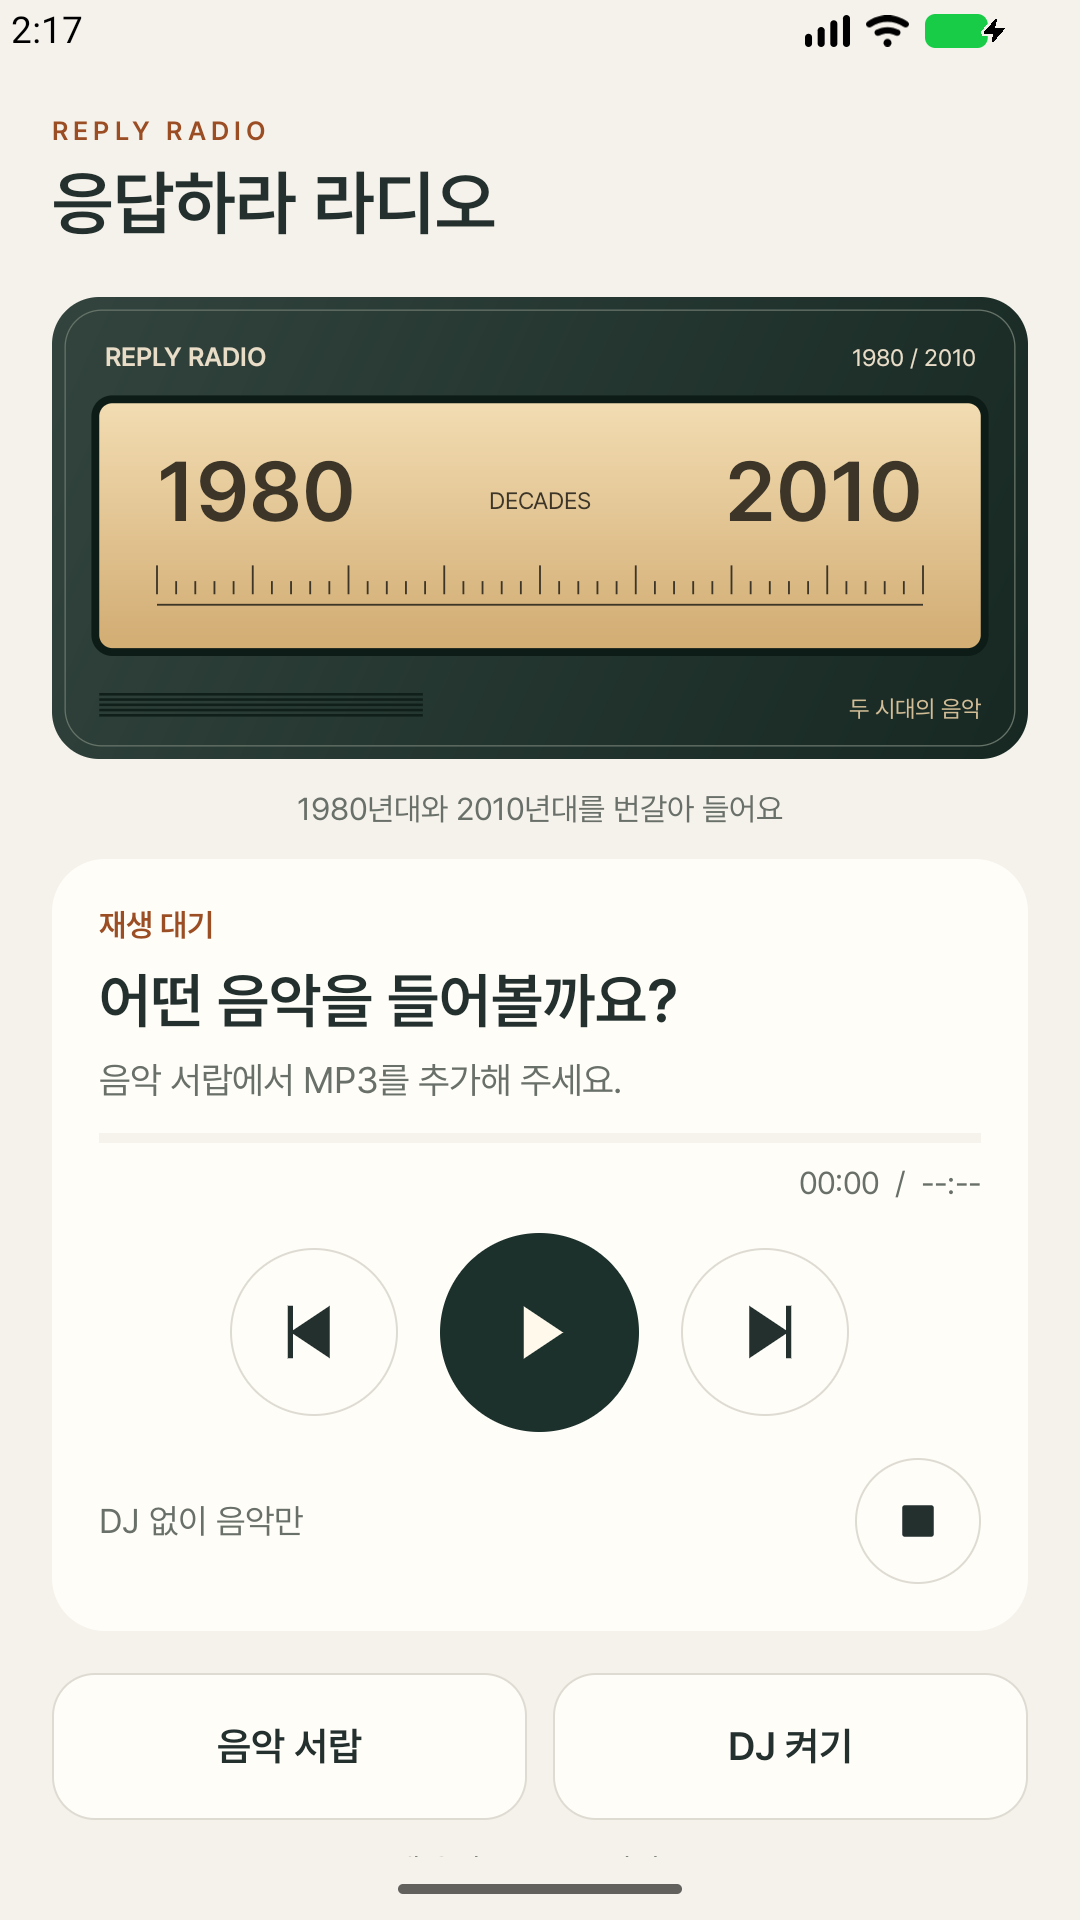 2:17
REPLY RADIO
응답하라 라디오
REPLY RADIO
1980 / 2010
1980
DECADES
2010
두 시대의 음악
1980년대와 2010년대를 번갈아 들어요
재생 대기
어떤 음악을 들어볼까요?
음악 서랍에서 MP3를 추가해 주세요.
00:00 / --:--
DJ 없이 음악만
음악 서랍
DJ 켜기